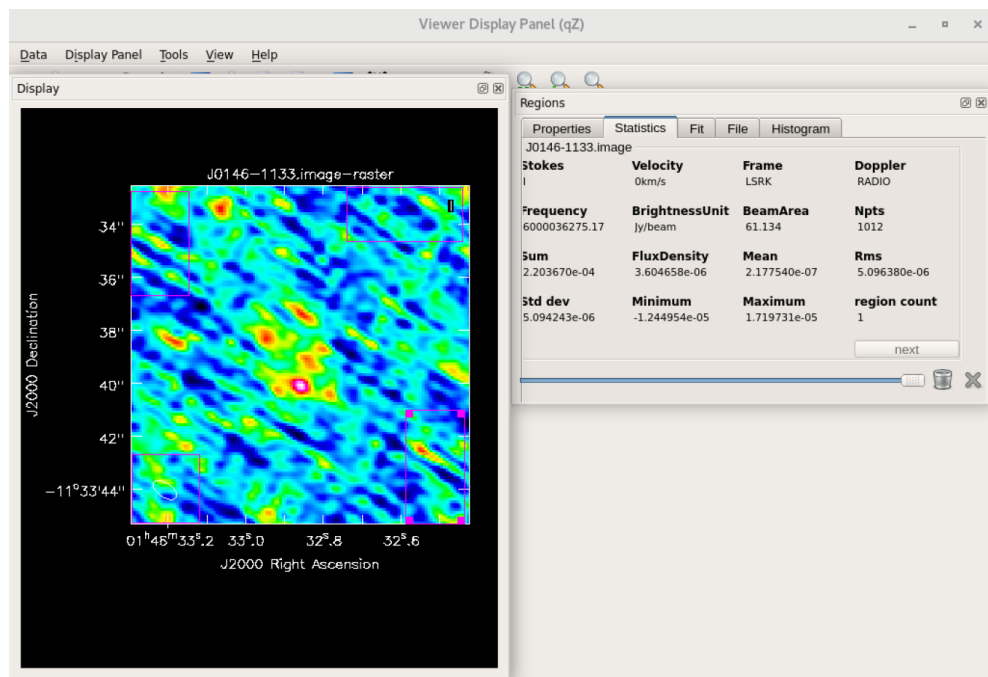 Viewer Display Panel (qZ)
Data Display Panel Tools View Help
Display
Regions
Properties Statistics Fit File Histogram
J0146-1133.image
Stokes Velocity Frame Doppler
I 0km/s LSRK RADIO
Frequency BrightnessUnit BeamArea Npts
6000036275.17 Jy/beam 61.134 1012
Sum FluxDensity Mean Rms
2.203670e-04 3.604658e-06 2.177540e-07 5.096380e-06
Std dev Minimum Maximum region count
5.094243e-06 -1.244954e-05 1.719731e-05 1
next
J0146-1133.image-raster
34"
36"
38"
40"
42"
-11°33'44"
J2000 Declination
01h46m33s.2 33s.0 32s.8 32s.6
J2000 Right Ascension